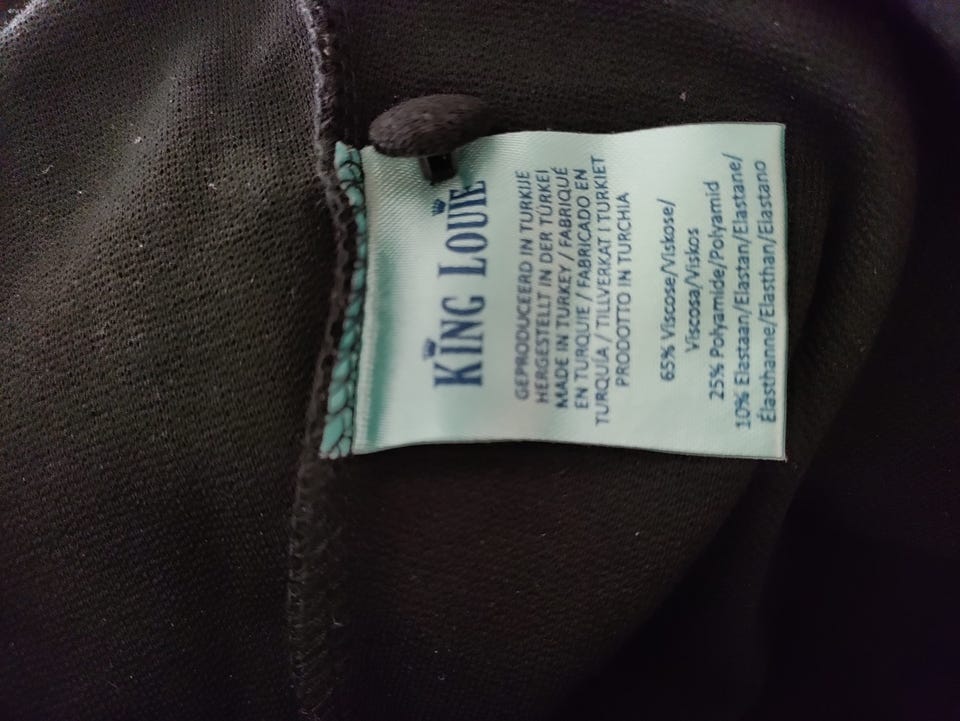 KING LOUIE
GEPRODUCEERD IN TURKIJE
HERGESTELLT IN DER TÜRKEI
MADE IN TURKEY / FABRIQUÉ
EN TURQUIE / FABRICADO EN
TURQUÍA / TILLVERKAT I TURKIET
PRODOTTO IN TURCHIA
65% Viscose/Viskose/
Viscosa/Viskos
25% Polyamide/Polyamid
10% Elastaan/Elastan/Elastane/
Élasthanne/Elasthan/Elastano